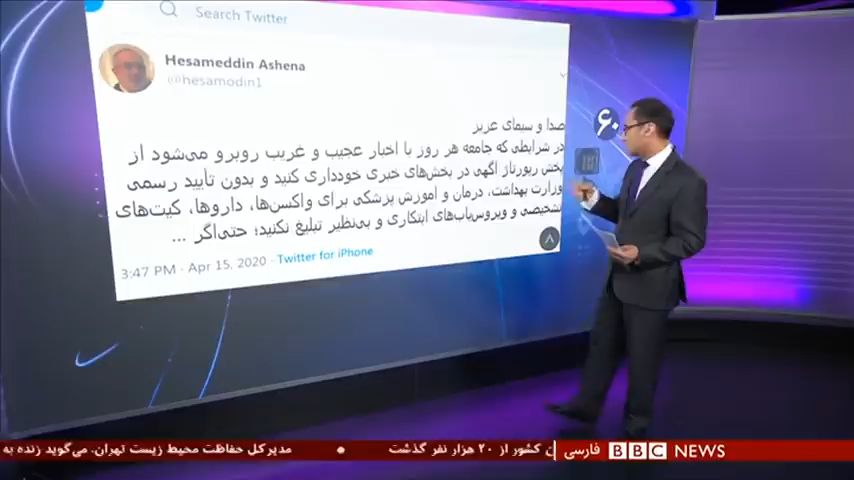 Search Twitter
Hesameddin Ashena
@hesamodin1
صدا و سیمای عزیز
در شرایطی که جامعه هر روز با اخبار عجیب و غریب روبرو می‌شود از
پخش رپورتاژ اگهی در بخش‌های خبری خودداری کنید و بدون تأیید رسمی
وزارت بهداشت، درمان و اموزش پزشکی برای واکسن‌ها، داروها، کیت‌های
تشخیصی و ویروس‌یاب‌های ابتکاری و بی‌نظیر تبلیغ نکنید؛ حتی‌اگر ...
3:47 PM · Apr 15, 2020 · Twitter for iPhone
۶۰
کشور از ۲۰ هزار نفر گذشت • مدیرکل حفاظت محیط زیست تهران، می‌گوید زنده به
BBC NEWS فارسی